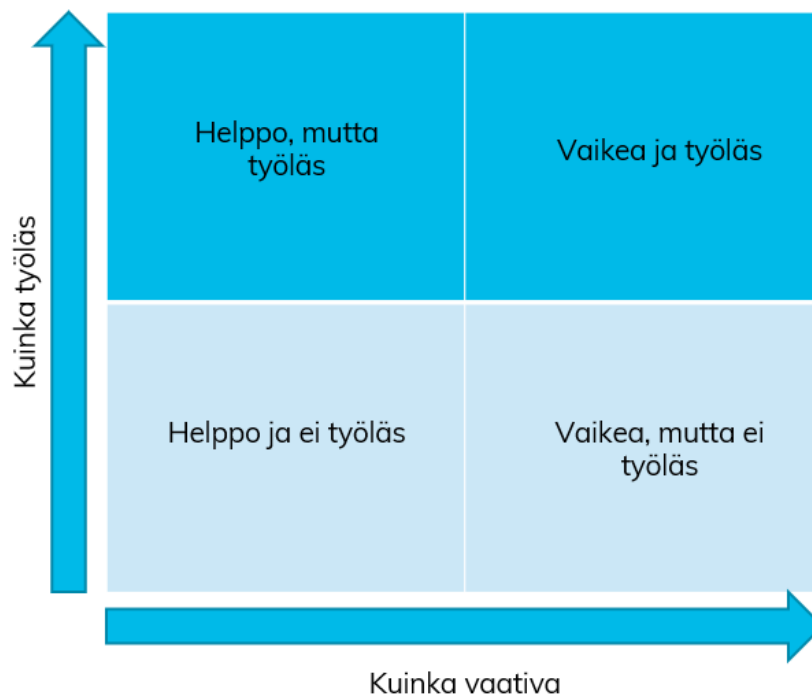 Kuinka työläs
Helppo, mutta
työläs
Vaikea ja työläs
Helppo ja ei työläs
Vaikea, mutta ei
työläs
Kuinka vaativa